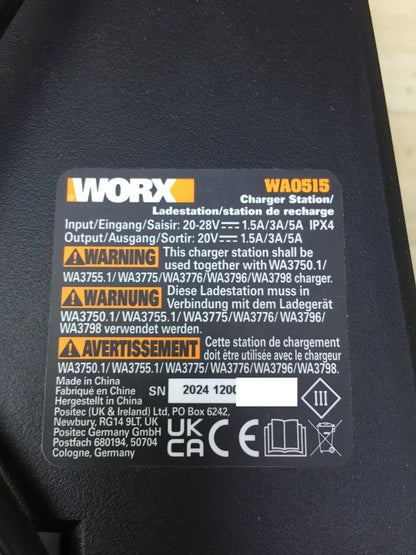 WORX
WA0515
Charger Station/
Ladestation/station de recharge
Input/Eingang/Saisir: 20-28V⎓1.5A/3A/5A IPX4
Output/Ausgang/Sortir: 20V⎓1.5A/3A/5A
WARNING This charger station shall be
used together with WA3750.1/
WA3755.1/ WA3775/WA3776/WA3796/WA3798 charger.
WARNUNG Diese Ladestation muss in
Verbindung mit dem Ladegerät
WA3750.1/ WA3755.1/ WA3775/WA3776/ WA3796/
WA3798 verwendet werden.
AVERTISSEMENT Cette station de chargement
doit être utilisée avec le chargeur
WA3750.1/ WA3755.1/ WA3775/WA3776/ WA3796/WA3798.
Made in China
Fabriqué en Chine
Hergestellt in China
SN 2024 1200
Positec (UK & Ireland) Ltd, PO Box 6242,
Newbury, RG14 9LT, UK
Positec Germany GmbH
Postfach 680194, 50704
Cologne, Germany
UK
CA
CE
III